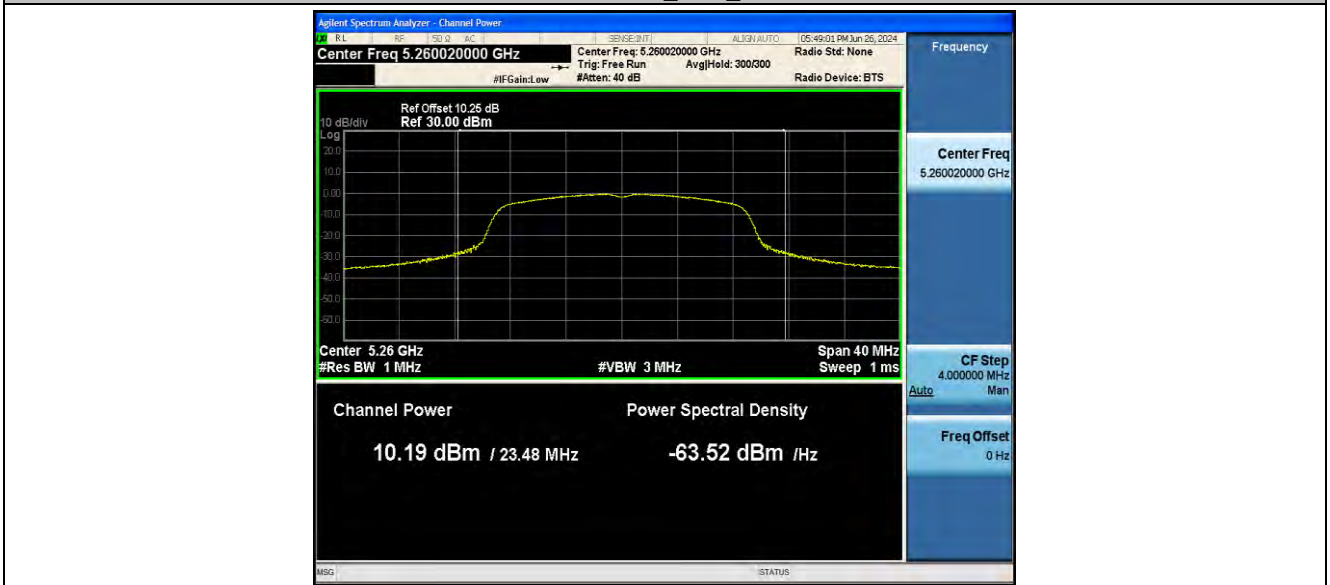 Agilent Spectrum Analyzer - Channel Power
RL RF 50 Ω AC SENSE:INT ALIGN AUTO 05:49:01 PM Jun 26, 2024
Center Freq 5.260020000 GHz
Center Freq: 5.260020000 GHz
Radio Std: None
Trig: Free Run Avg|Hold: 300/300
#IFGain:Low
#Atten: 40 dB
Radio Device: BTS
Frequency
Ref Offset 10.25 dB
10 dB/div Ref 30.00 dBm
Log
20.0
10.0
0.00
-10.0
-20.0
-30.0
-40.0
-50.0
-60.0
Center 5.26 GHz
Span 40 MHz
#Res BW 1 MHz
#VBW 3 MHz
Sweep 1 ms
Center Freq
5.260020000 GHz
CF Step
4.000000 MHz
Auto Man
Freq Offset
0 Hz
Channel Power
Power Spectral Density
10.19 dBm / 23.48 MHz
-63.52 dBm /Hz
MSG
STATUS